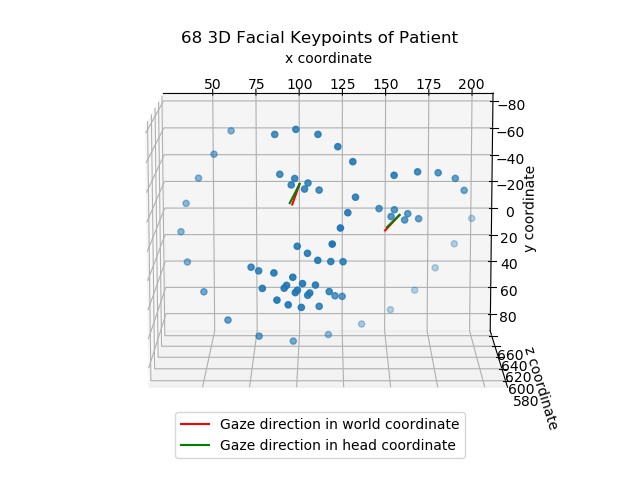 68 3D Facial Keypoints of Patient
x coordinate
50 75 100 125 150 175 200
−80
−60
−40
−20
0
20
40
60
80
y coordinate
660
640
620
600
580
z coordinate
Gaze direction in world coordinate
Gaze direction in head coordinate